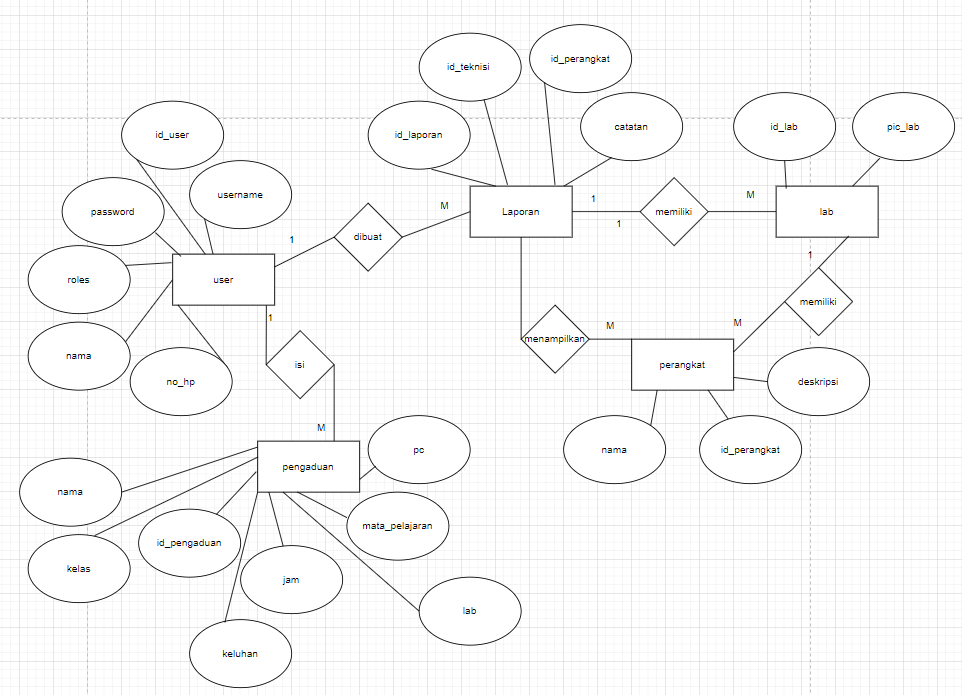 id_teknisi
id_perangkat
id_user
id_laporan
catatan
id_lab
pic_lab
username
password
M
1
1
memiliki
M
Laporan
lab
1
dibuat
roles
user
1
1
memiliki
M
M
menampilkan
nama
no_hp
isi
perangkat
deskripsi
M
pc
nama
id_perangkat
pengaduan
nama
mata_pelajaran
id_pengaduan
kelas
jam
lab
keluhan